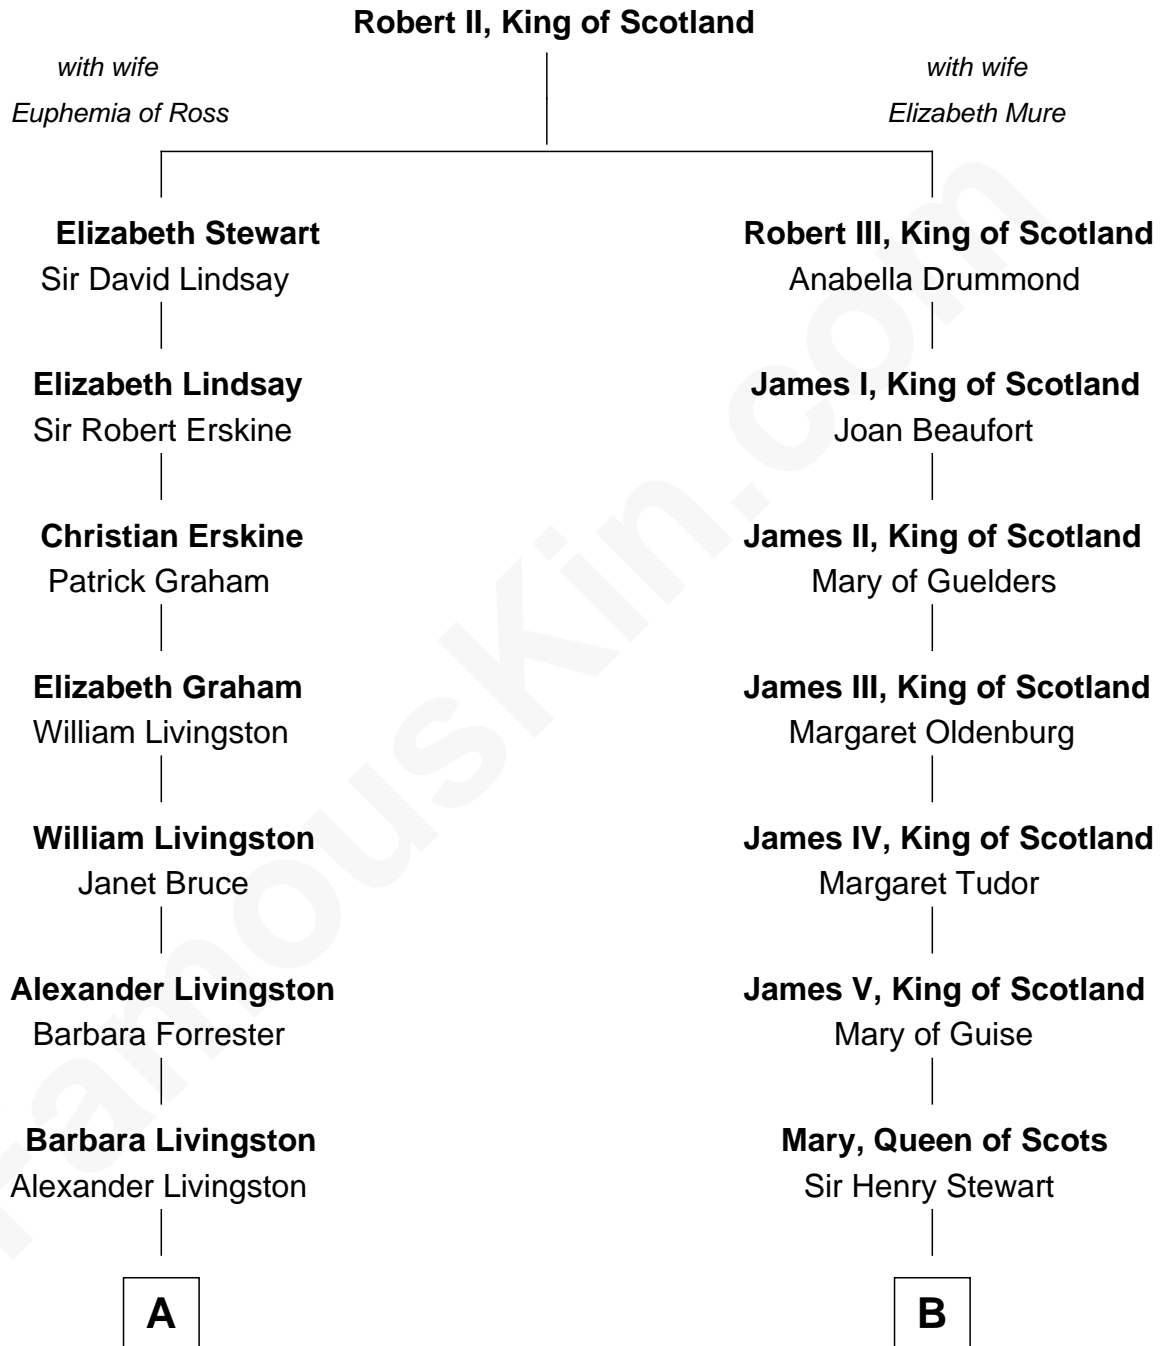 Robert II, King of Scotland
with wife
Euphemia of Ross
with wife
Elizabeth Mure
Elizabeth Stewart
Sir David Lindsay
Robert III, King of Scotland
Anabella Drummond
Elizabeth Lindsay
Sir Robert Erskine
James I, King of Scotland
Joan Beaufort
Christian Erskine
Patrick Graham
James II, King of Scotland
Mary of Guelders
Elizabeth Graham
William Livingston
James III, King of Scotland
Margaret Oldenburg
William Livingston
Janet Bruce
James IV, King of Scotland
Margaret Tudor
Alexander Livingston
Barbara Forrester
James V, King of Scotland
Mary of Guise
Barbara Livingston
Alexander Livingston
Mary, Queen of Scots
Sir Henry Stewart
A
B
FamousKin.com